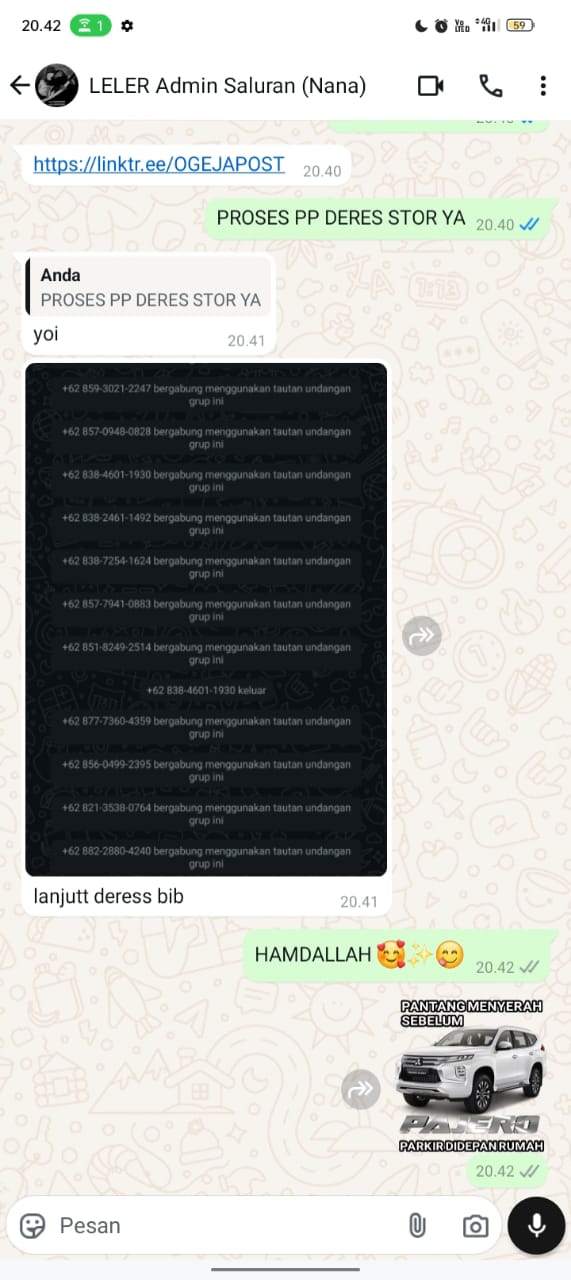 20.42
1
Vo
LTE
4G
59
LELER Admin Saluran (Nana)
https://linktr.ee/OGEJAPOST
20.40
PROSES PP DERES STOR YA
20.40
Anda
PROSES PP DERES STOR YA
yoi
20.41
+62 859-3021-2247 bergabung menggunakan tautan undangan
grup ini
+62 857-0948-0828 bergabung menggunakan tautan undangan
grup ini
+62 838-4601-1930 bergabung menggunakan tautan undangan
grup ini
+62 838-2461-1492 bergabung menggunakan tautan undangan
grup ini
+62 838-7254-1624 bergabung menggunakan tautan undangan
grup ini
+62 857-7941-0883 bergabung menggunakan tautan undangan
grup ini
+62 851-8249-2514 bergabung menggunakan tautan undangan
grup ini
+62 838-4601-1930 keluar
+62 877-7360-4359 bergabung menggunakan tautan undangan
grup ini
+62 856-0499-2395 bergabung menggunakan tautan undangan
grup ini
+62 821-3538-0764 bergabung menggunakan tautan undangan
grup ini
+62 882-2880-4240 bergabung menggunakan tautan undangan
grup ini
lanjutt deress bib
20.41
HAMDALLAH 🥰✨😋
20.42
PANTANG MENYERAH
SEBELUM
PAJERO
PARKIR DIDEPAN RUMAH
20.42
Pesan